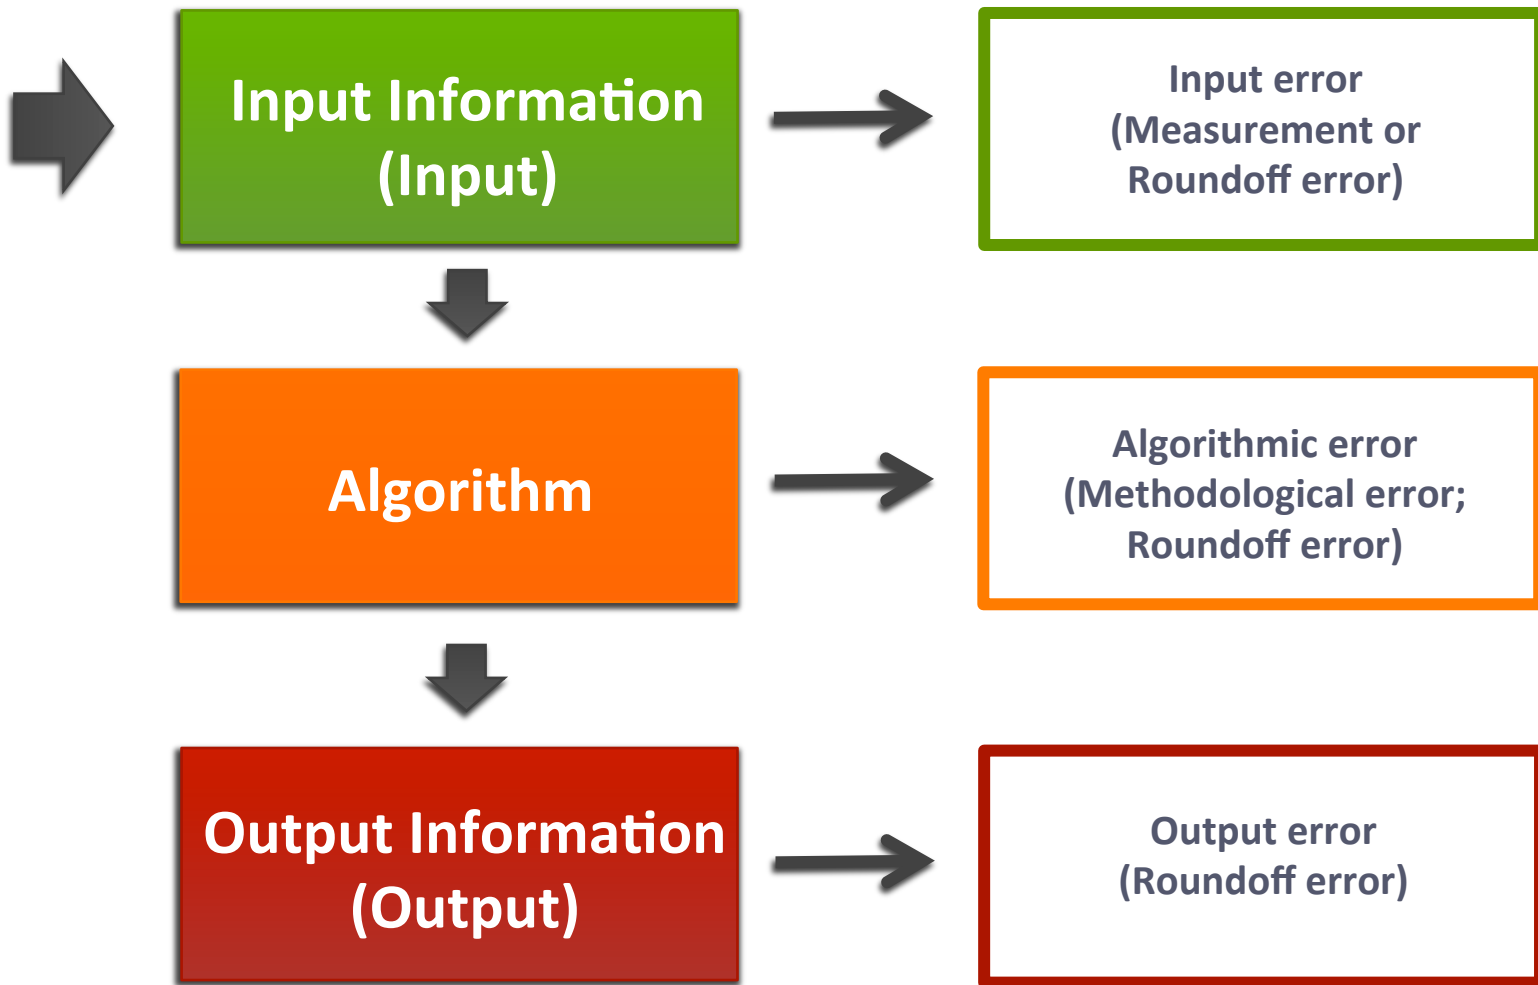 Input Information
(Input)
Input error
(Measurement or
Roundoff error)
Algorithm
Algorithmic error
(Methodological error;
Roundoff error)
Output Information
(Output)
Output error
(Roundoff error)